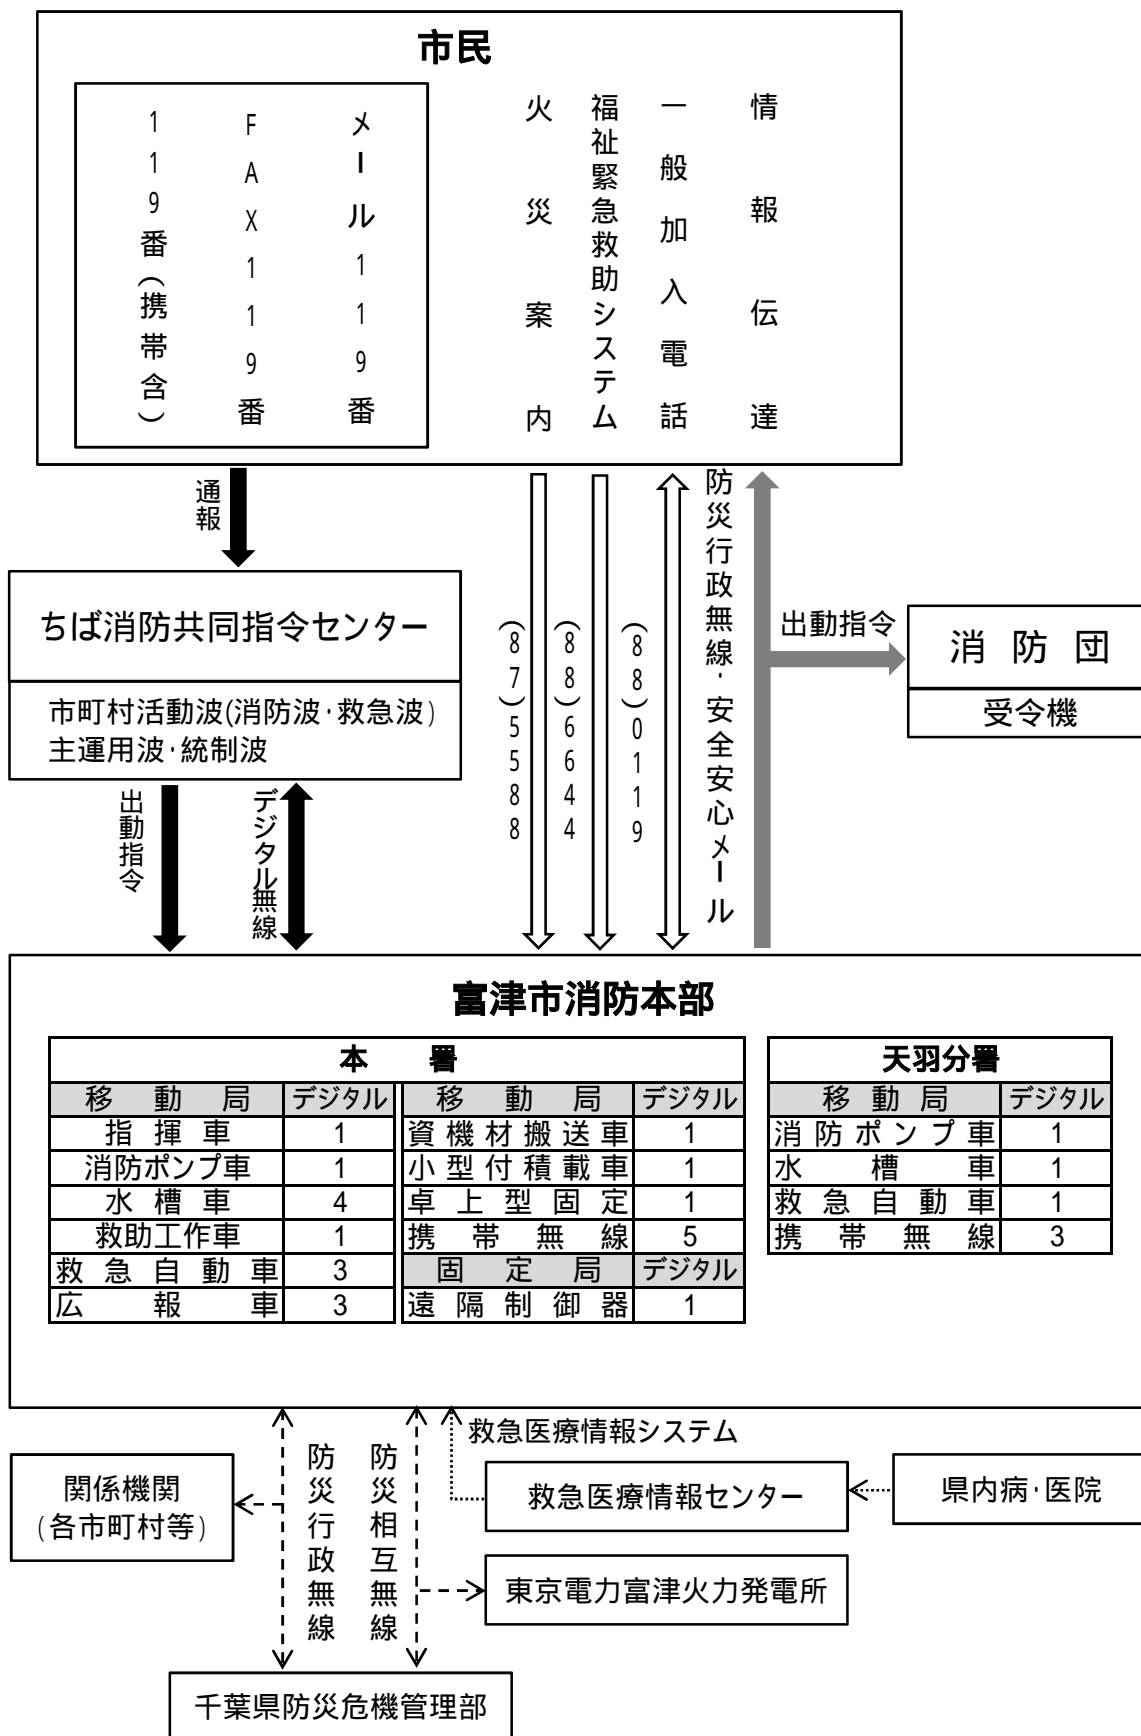 市民
119番(携帯含)
FAX119番
メール119番
火災案内
福祉緊急救助システム
一般加入電話
情報伝達
通報
ちば消防共同指令センター
市町村活動波(消防波・救急波)
主運用波・統制波
出動指令
デジタル無線
(87)5588
(88)6644
(88)0119
防災行政無線・安全安心メール
出動指令
消防団
受令機
富津市消防本部
本署
移動局 デジタル 移動局 デジタル
指揮車 1 資機材搬送車 1
消防ポンプ車 1 小型付積載車 1
水槽車 4 卓上型固定 1
救助工作車 1 携帯無線 5
救急自動車 3 固定局 デジタル
広報車 3 遠隔制御器 1
天羽分署
移動局 デジタル
消防ポンプ車 1
水槽車 1
救急自動車 1
携帯無線 3
救急医療情報システム
関係機関
(各市町村等)
防災行政無線
防災相互無線
救急医療情報センター
県内病・医院
東京電力富津火力発電所
千葉県防災危機管理部